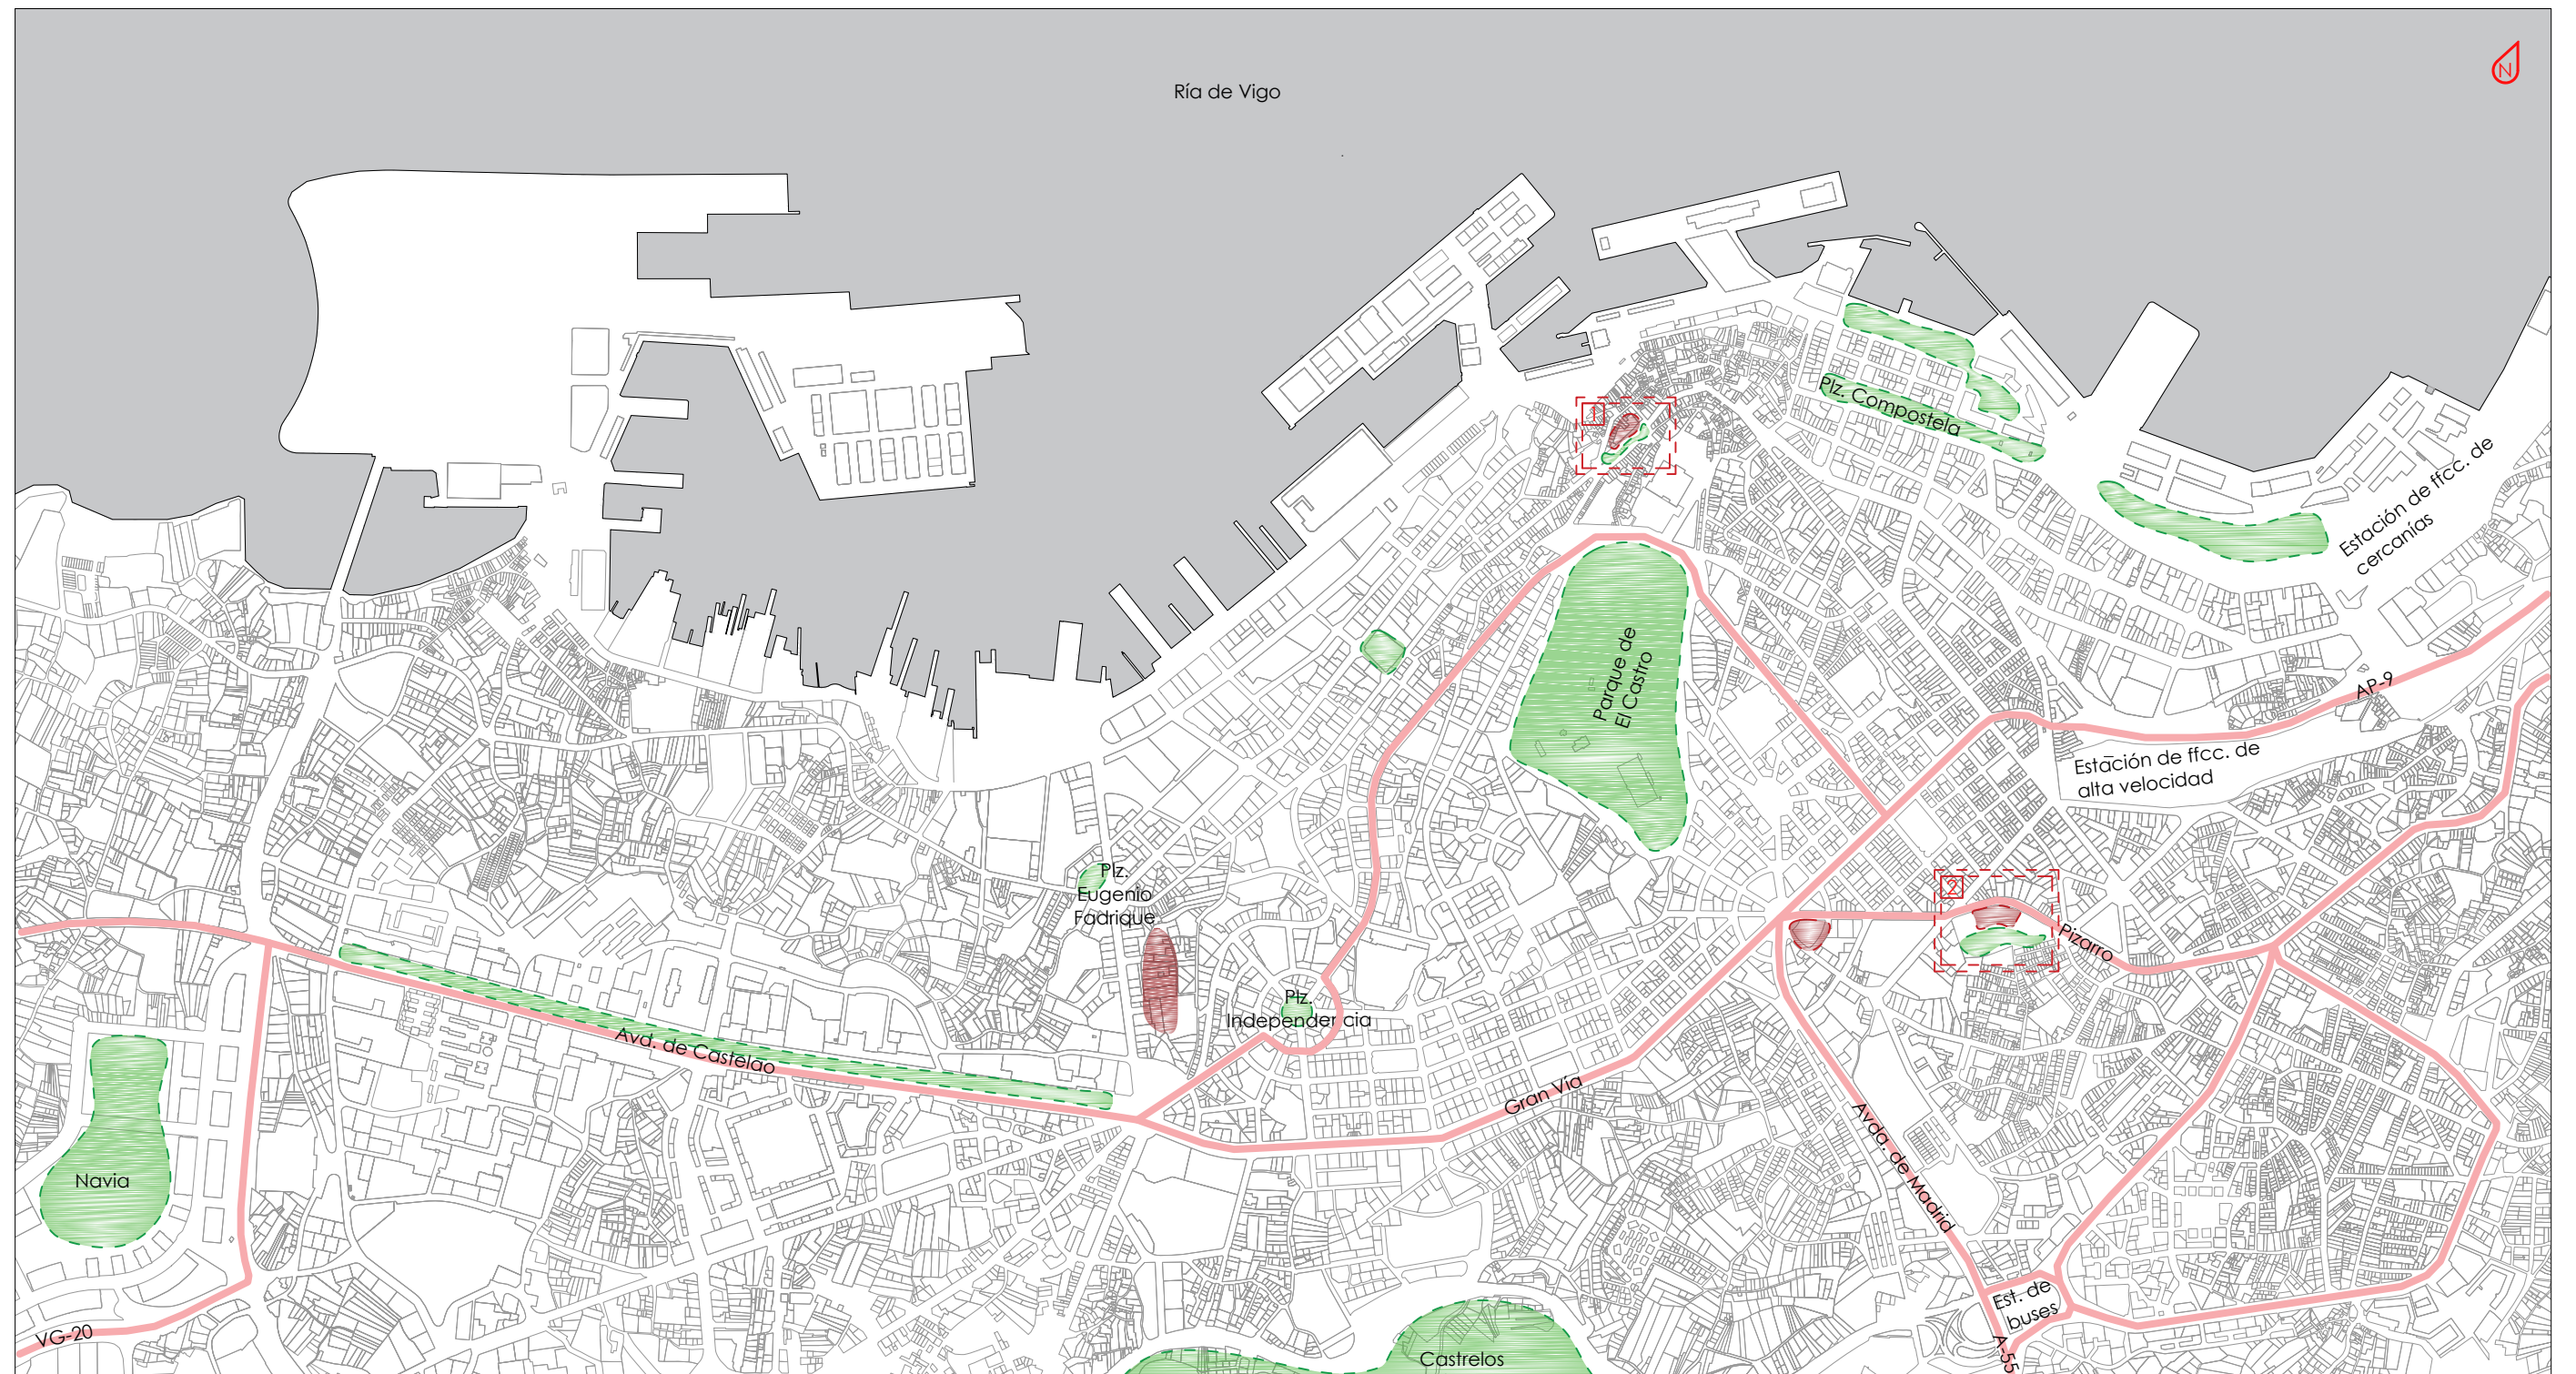 N
Ría de Vigo
1
Plz. Compostela
Estación de ffcc. de
cercanías
Parque de
El Castro
AP-9
Estación de ffcc. de
alta velocidad
Plz.
Eugenio
Fadrique
2
Pizarro
Plz.
Independencia
Avd. de Castelao
Gran Vía
Avda. de Madrid
Navia
Est. de
buses
VG-20
A-55
Castrelos